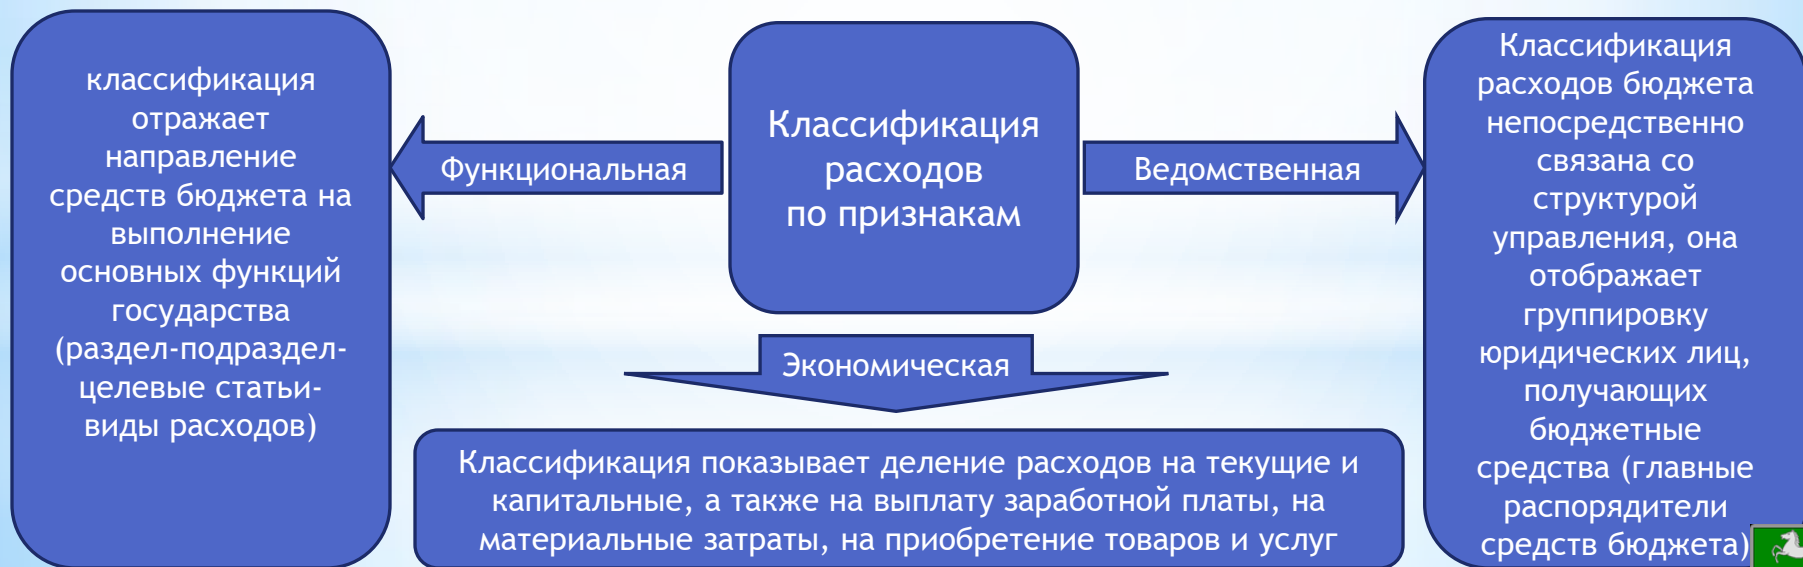 классификация
отражает
направление
средств бюджета на
выполнение
основных функций
государства
(раздел-подраздел-
целевые статьи-
виды расходов)
Функциональная
Классификация
расходов
по признакам
Ведомственная
Классификация
расходов бюджета
непосредственно
связана со
структурой
управления, она
отображает
группировку
юридических лиц,
получающих
бюджетные
средства (главные
распорядители
средств бюджета)
Экономическая
Классификация показывает деление расходов на текущие и
капитальные, а также на выплату заработной платы, на
материальные затраты, на приобретение товаров и услуг